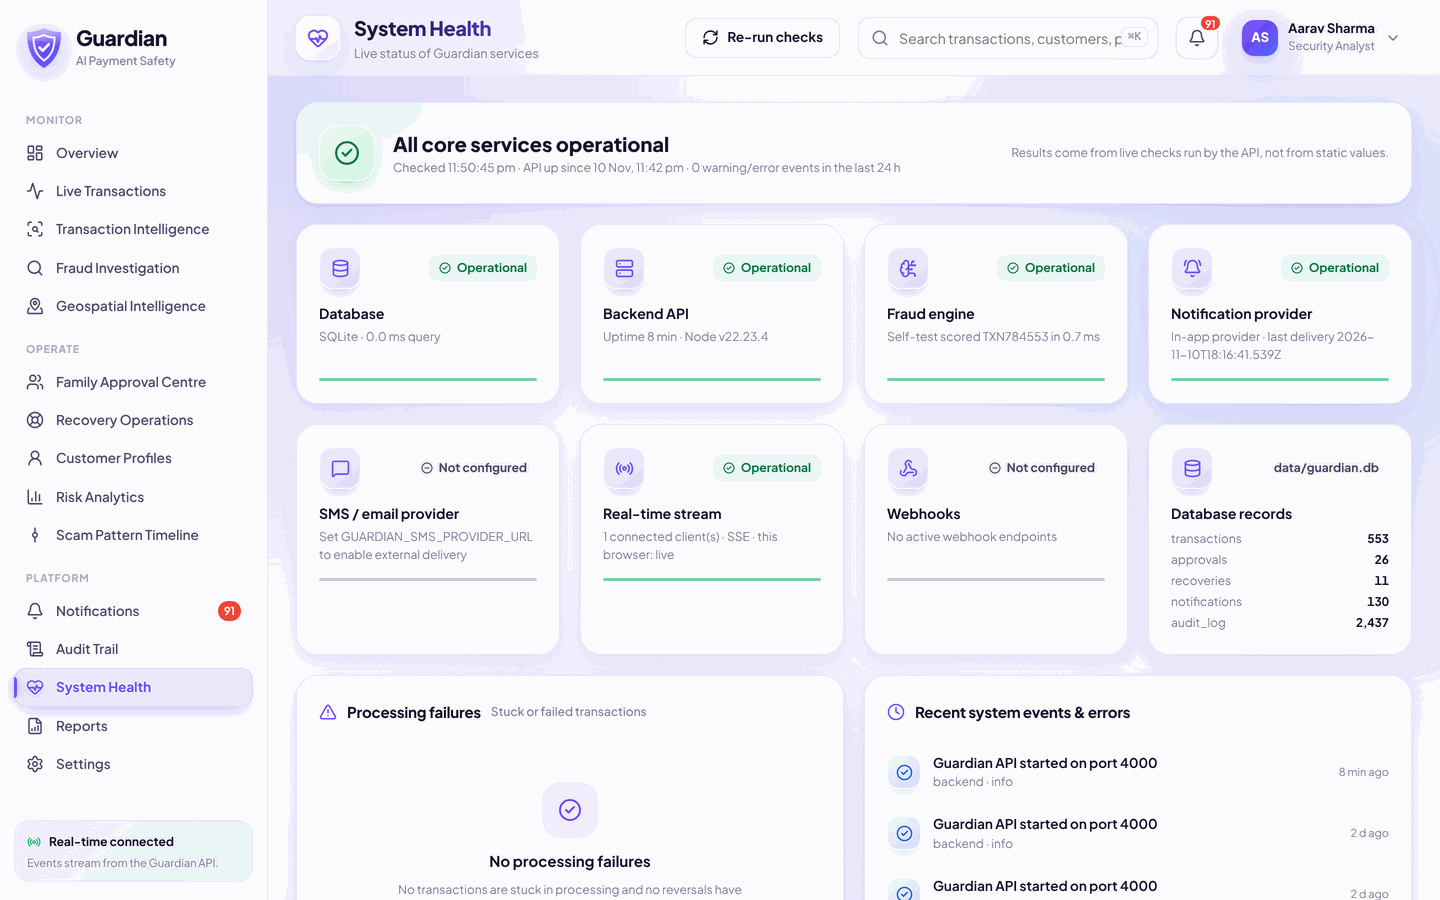 Guardian
AI Payment Safety
MONITOR
Overview
Live Transactions
Transaction Intelligence
Fraud Investigation
Geospatial Intelligence
OPERATE
Family Approval Centre
Recovery Operations
Customer Profiles
Risk Analytics
Scam Pattern Timeline
PLATFORM
Notifications 91
Audit Trail
System Health
Reports
Settings
Real-time connected
Events stream from the Guardian API.
System Health
Live status of Guardian services
Re-run checks
Search transactions, customers, p ⌘K
91
AS
Aarav Sharma
Security Analyst
All core services operational
Checked 11:50:45 pm · API up since 10 Nov, 11:42 pm · 0 warning/error events in the last 24 h
Results come from live checks run by the API, not from static values.
Operational
Database
SQLite · 0.0 ms query
Operational
Backend API
Uptime 8 min · Node v22.23.4
Operational
Fraud engine
Self-test scored TXN784553 in 0.7 ms
Operational
Notification provider
In-app provider · last delivery 2026-
11-10T18:16:41.539Z
Not configured
SMS / email provider
Set GUARDIAN_SMS_PROVIDER_URL
to enable external delivery
Operational
Real-time stream
1 connected client(s) · SSE · this
browser: live
Not configured
Webhooks
No active webhook endpoints
data/guardian.db
Database records
transactions 553
approvals 26
recoveries 11
notifications 130
audit_log 2,437
Processing failures Stuck or failed transactions
No processing failures
No transactions are stuck in processing and no reversals have
Recent system events & errors
Guardian API started on port 4000
backend · info
8 min ago
Guardian API started on port 4000
backend · info
2 d ago
Guardian API started on port 4000
2 d ago